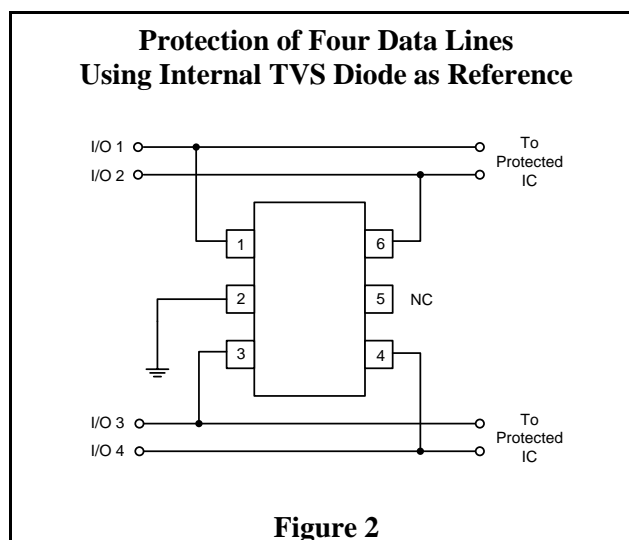 Protection of Four Data Lines
Using Internal TVS Diode as Reference
I/O 1
I/O 2
To
Protected
IC
1
6
2
5
NC
3
4
I/O 3
I/O 4
To
Protected
IC
Figure 2